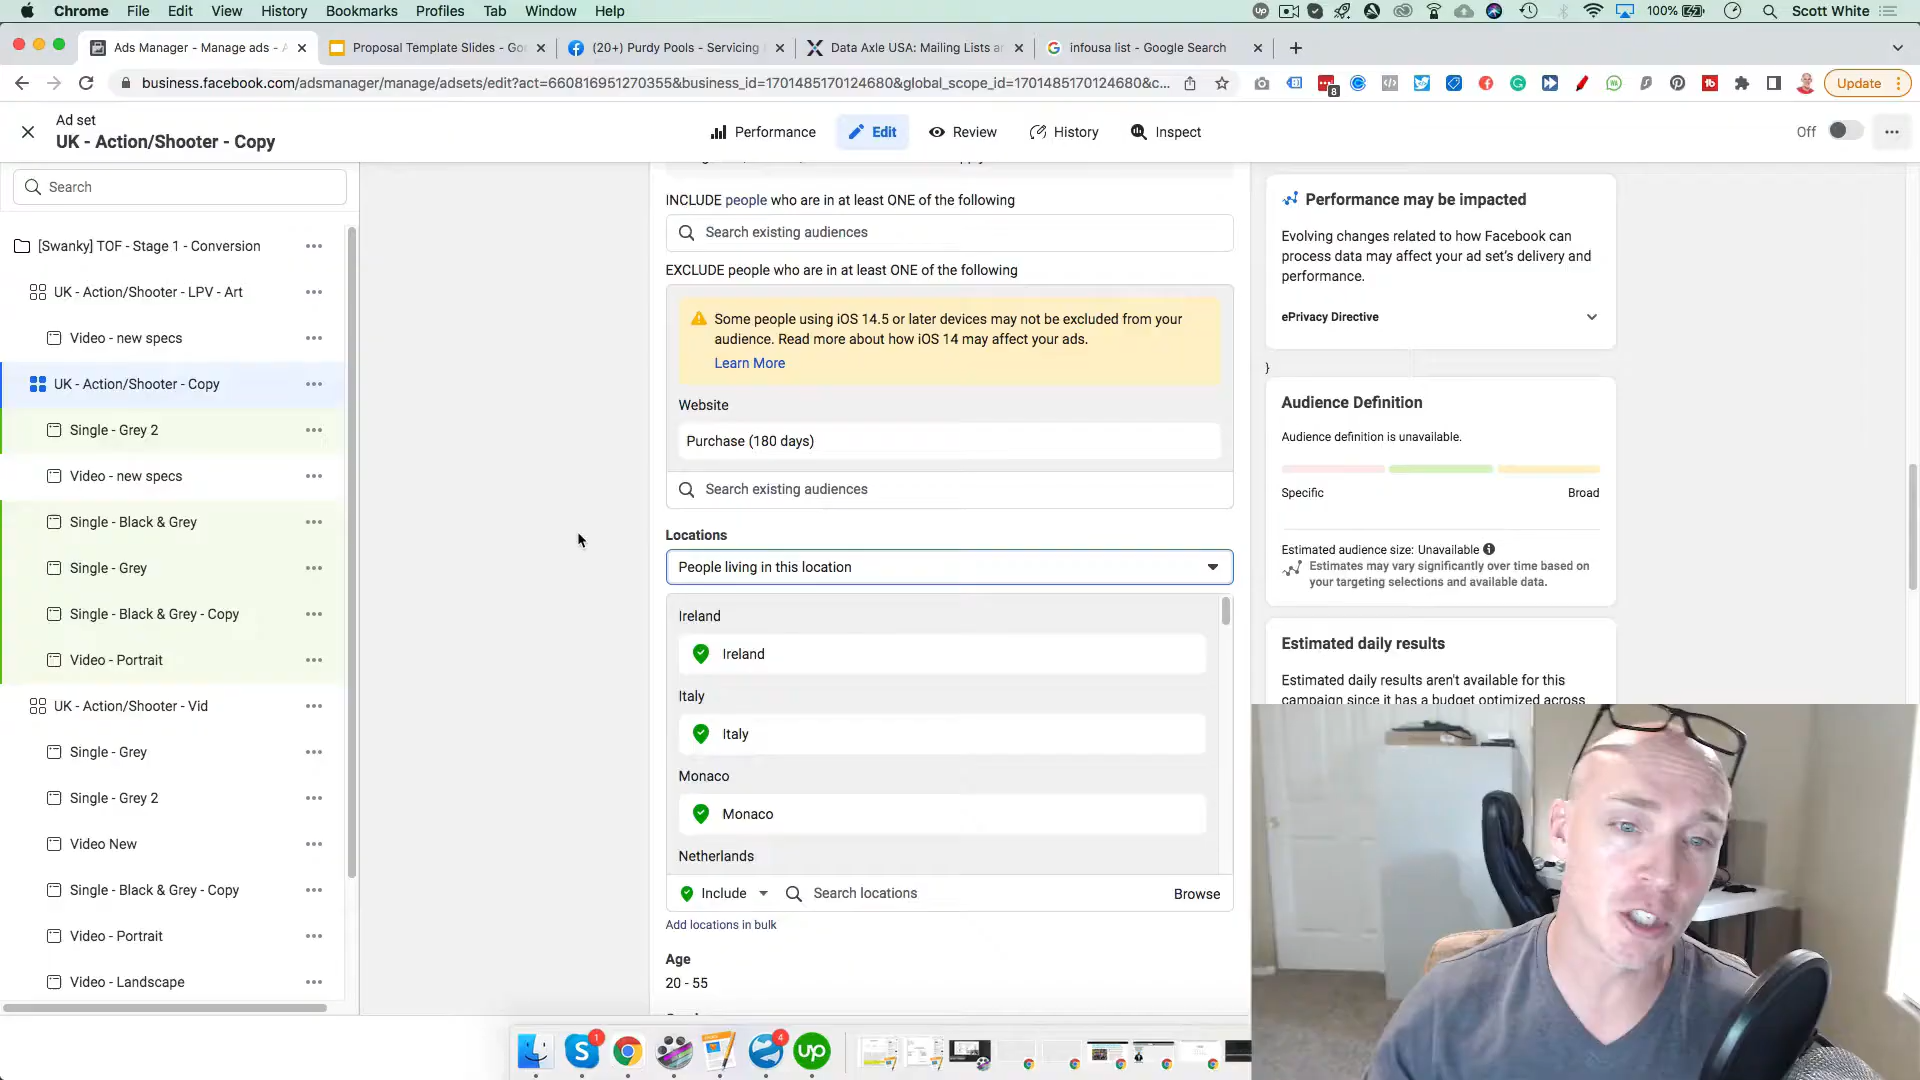 Chrome File Edit View History Bookmarks Profiles Tab Window Help
100%
Scott White
Ads Manager - Manage ads - A
Proposal Template Slides - Goo
(20+) Purdy Pools - Servicing
Data Axle USA: Mailing Lists a
infousa list - Google Search
business.facebook.com/adsmanager/manage/adsets/edit?act=660816951270355&business_id=1701485170124680&global_scope_id=1701485170124680&c...
8
Update
Ad set
UK - Action/Shooter - Copy
Performance
Edit
Review
History
Inspect
Off
Search
[Swanky] TOF - Stage 1 - Conversion
UK - Action/Shooter - LPV - Art
Video - new specs
UK - Action/Shooter - Copy
Single - Grey 2
Video - new specs
Single - Black & Grey
Single - Grey
Single - Black & Grey - Copy
Video - Portrait
UK - Action/Shooter - Vid
Single - Grey
Single - Grey 2
Video New
Single - Black & Grey - Copy
Video - Portrait
Video - Landscape
INCLUDE people who are in at least ONE of the following
Search existing audiences
EXCLUDE people who are in at least ONE of the following
Some people using iOS 14.5 or later devices may not be excluded from your
audience. Read more about how iOS 14 may affect your ads.
Learn More
Website
Purchase (180 days)
Search existing audiences
Locations
People living in this location
Ireland
Ireland
Italy
Italy
Monaco
Monaco
Netherlands
Include
Search locations
Browse
Add locations in bulk
Age
20 - 55
Performance may be impacted
Evolving changes related to how Facebook can
process data may affect your ad set's delivery and
performance.
ePrivacy Directive
}
Audience Definition
Audience definition is unavailable.
Specific
Broad
Estimated audience size: Unavailable
Estimates may vary significantly over time based on
your targeting selections and available data.
Estimated daily results
Estimated daily results aren't available for this
campaign since it has a budget optimized across
1
4
up